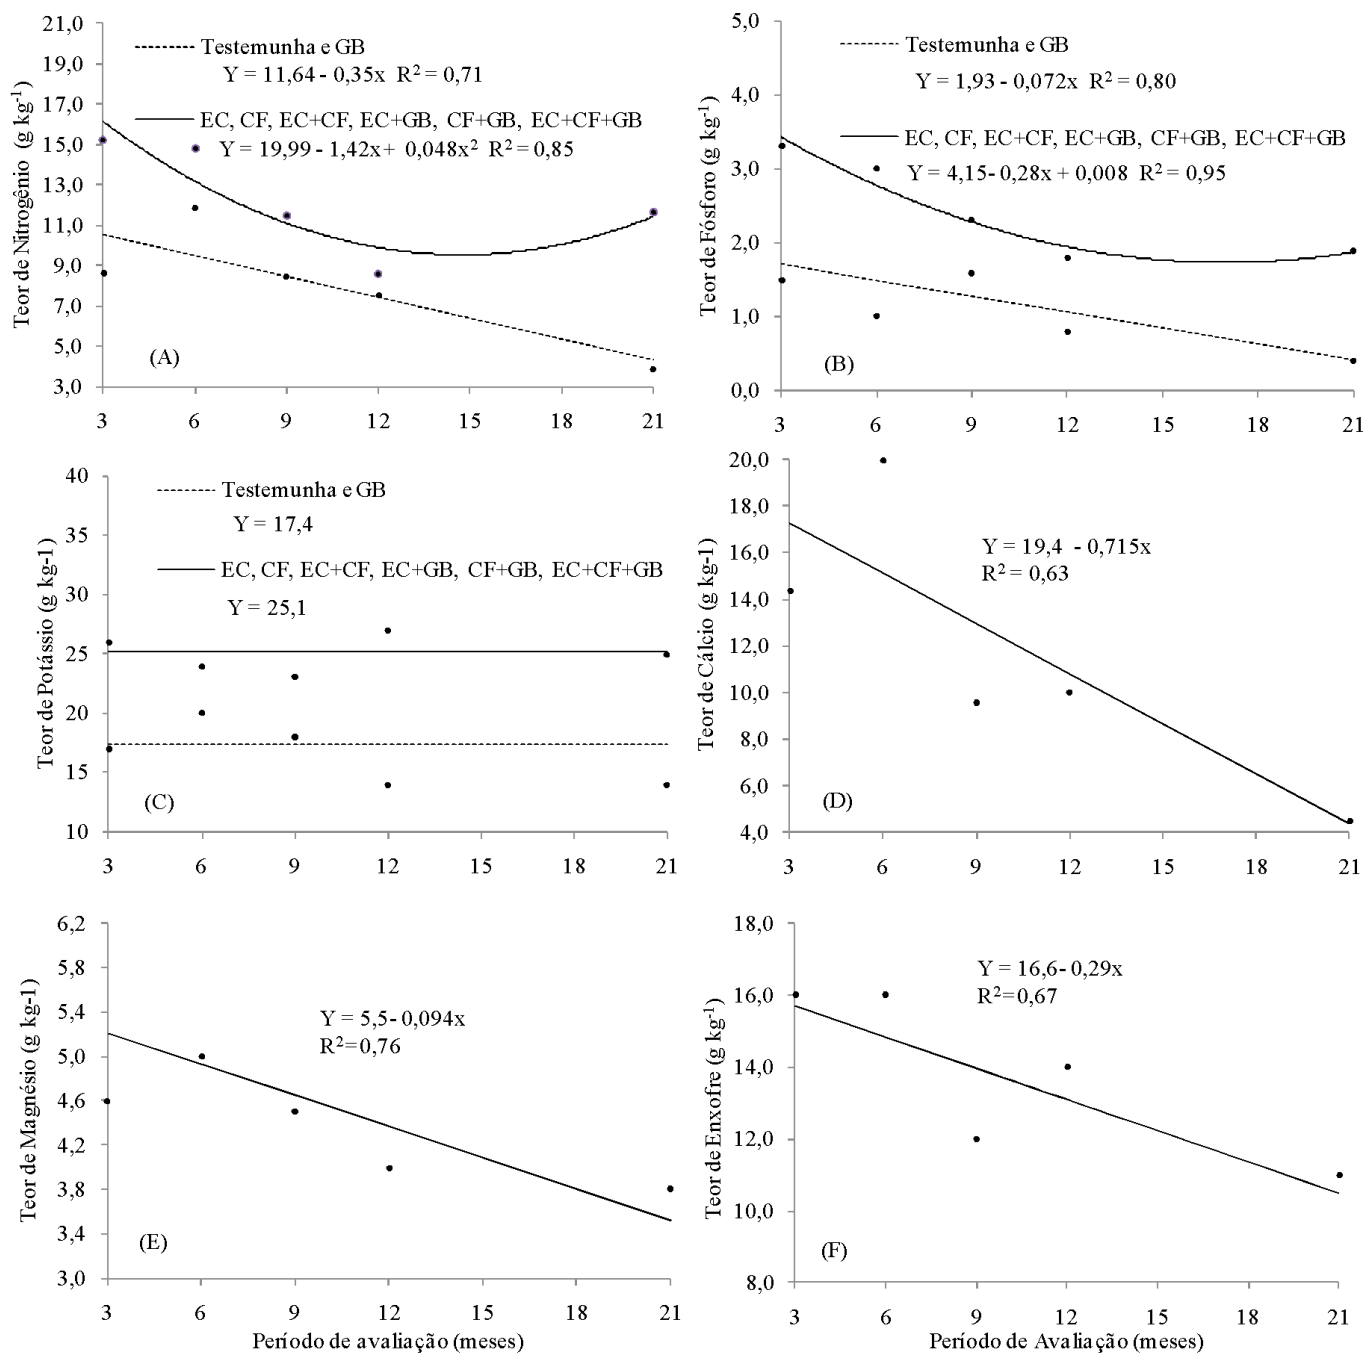 Teor de Nitrogênio (g kg-1)
21,0
19,0
17,0
15,0
13,0
11,0
9,0
7,0
5,0
3,0
Testemunha e GB
Y = 11,64 - 0,35x R2 = 0,71
EC, CF, EC+CF, EC+GB, CF+GB, EC+CF+GB
Y = 19,99 - 1,42x + 0,048x2 R2 = 0,85
(A)
3 6 9 12 15 18 21
Teor de Fósforo (g kg-1)
5,0
4,0
3,0
2,0
1,0
0,0
Testemunha e GB
Y = 1,93 - 0,072x R2 = 0,80
EC, CF, EC+CF, EC+GB, CF+GB, EC+CF+GB
Y = 4,15- 0,28x + 0,008 R2 = 0,95
(B)
3 6 9 12 15 18 21
Teor de Potássio (g kg-1)
40
35
30
25
20
15
10
Testemunha e GB
Y = 17,4
EC, CF, EC+CF, EC+GB, CF+GB, EC+CF+GB
Y = 25,1
(C)
3 6 9 12 15 18 21
Teor de Cálcio (g kg-1)
20,0
18,0
16,0
14,0
12,0
10,0
8,0
6,0
4,0
Y = 19,4 - 0,715x
R2 = 0,63
(D)
3 6 9 12 15 18 21
Teor de Magnésio (g kg-1)
6,2
5,8
5,4
5,0
4,6
4,2
3,8
3,4
3,0
Y = 5,5- 0,094x
R2=0,76
(E)
3 6 9 12 15 18 21
Período de avaliação (meses)
Teor de Enxofre (g kg-1)
18,0
16,0
14,0
12,0
10,0
8,0
Y = 16,6- 0,29x
R2=0,67
(F)
3 6 9 12 15 18 21
Período de Avaliação (meses)